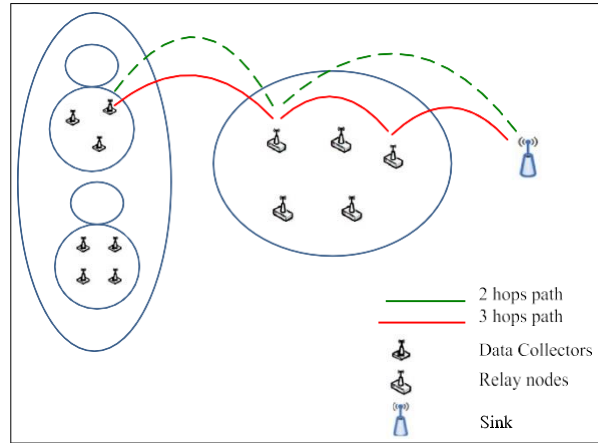 2 hops path
3 hops path
Data Collectors
Relay nodes
Sink